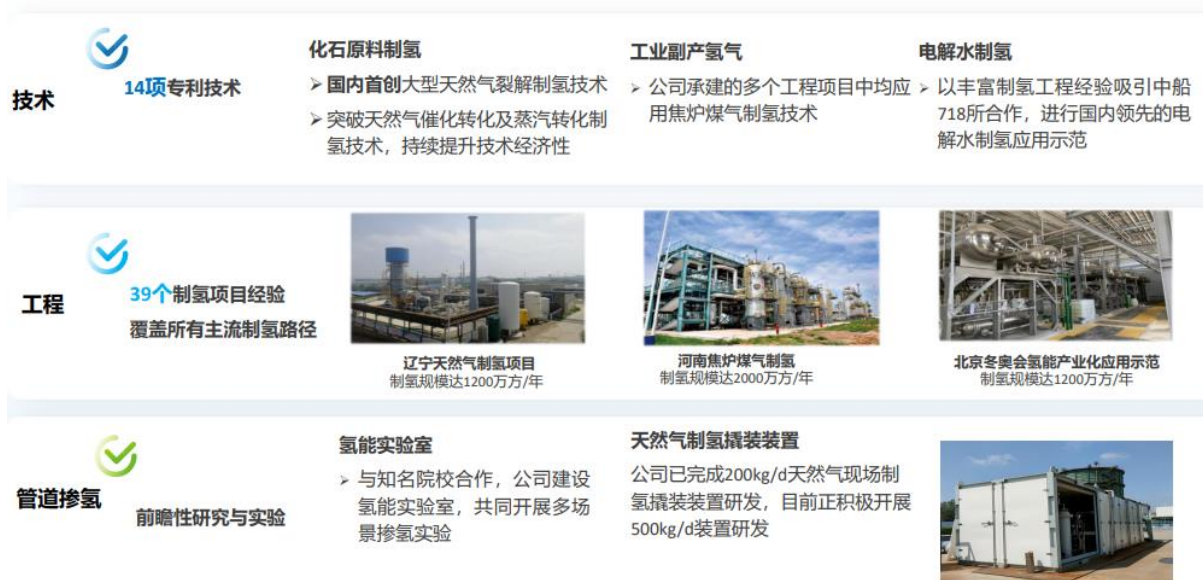 技术
14项专利技术
化石原料制氢
➢国内首创大型天然气裂解制氢技术
➢突破天然气催化转化及蒸汽转化制
氢技术，持续提升技术经济性
工业副产氢气
➢ 公司承建的多个工程项目中均应
用焦炉煤气制氢技术
电解水制氢
➢ 以丰富制氢工程经验吸引中船
718所合作，进行国内领先的电
解水制氢应用示范
工程
39个制氢项目经验
覆盖所有主流制氢路径
辽宁天然气制氢项目
制氢规模达1200万方/年
河南焦炉煤气制氢
制氢规模达2000万方/年
北京冬奥会氢能产业化应用示范
制氢规模达1200万方/年
管道掺氢
前瞻性研究与实验
氢能实验室
➢ 与知名院校合作，公司建设
氢能实验室，共同开展多场
景掺氢实验
天然气制氢撬装装置
公司已完成200kg/d天然气现场制
氢撬装装置研发，目前正积极开展
500kg/d装置研发